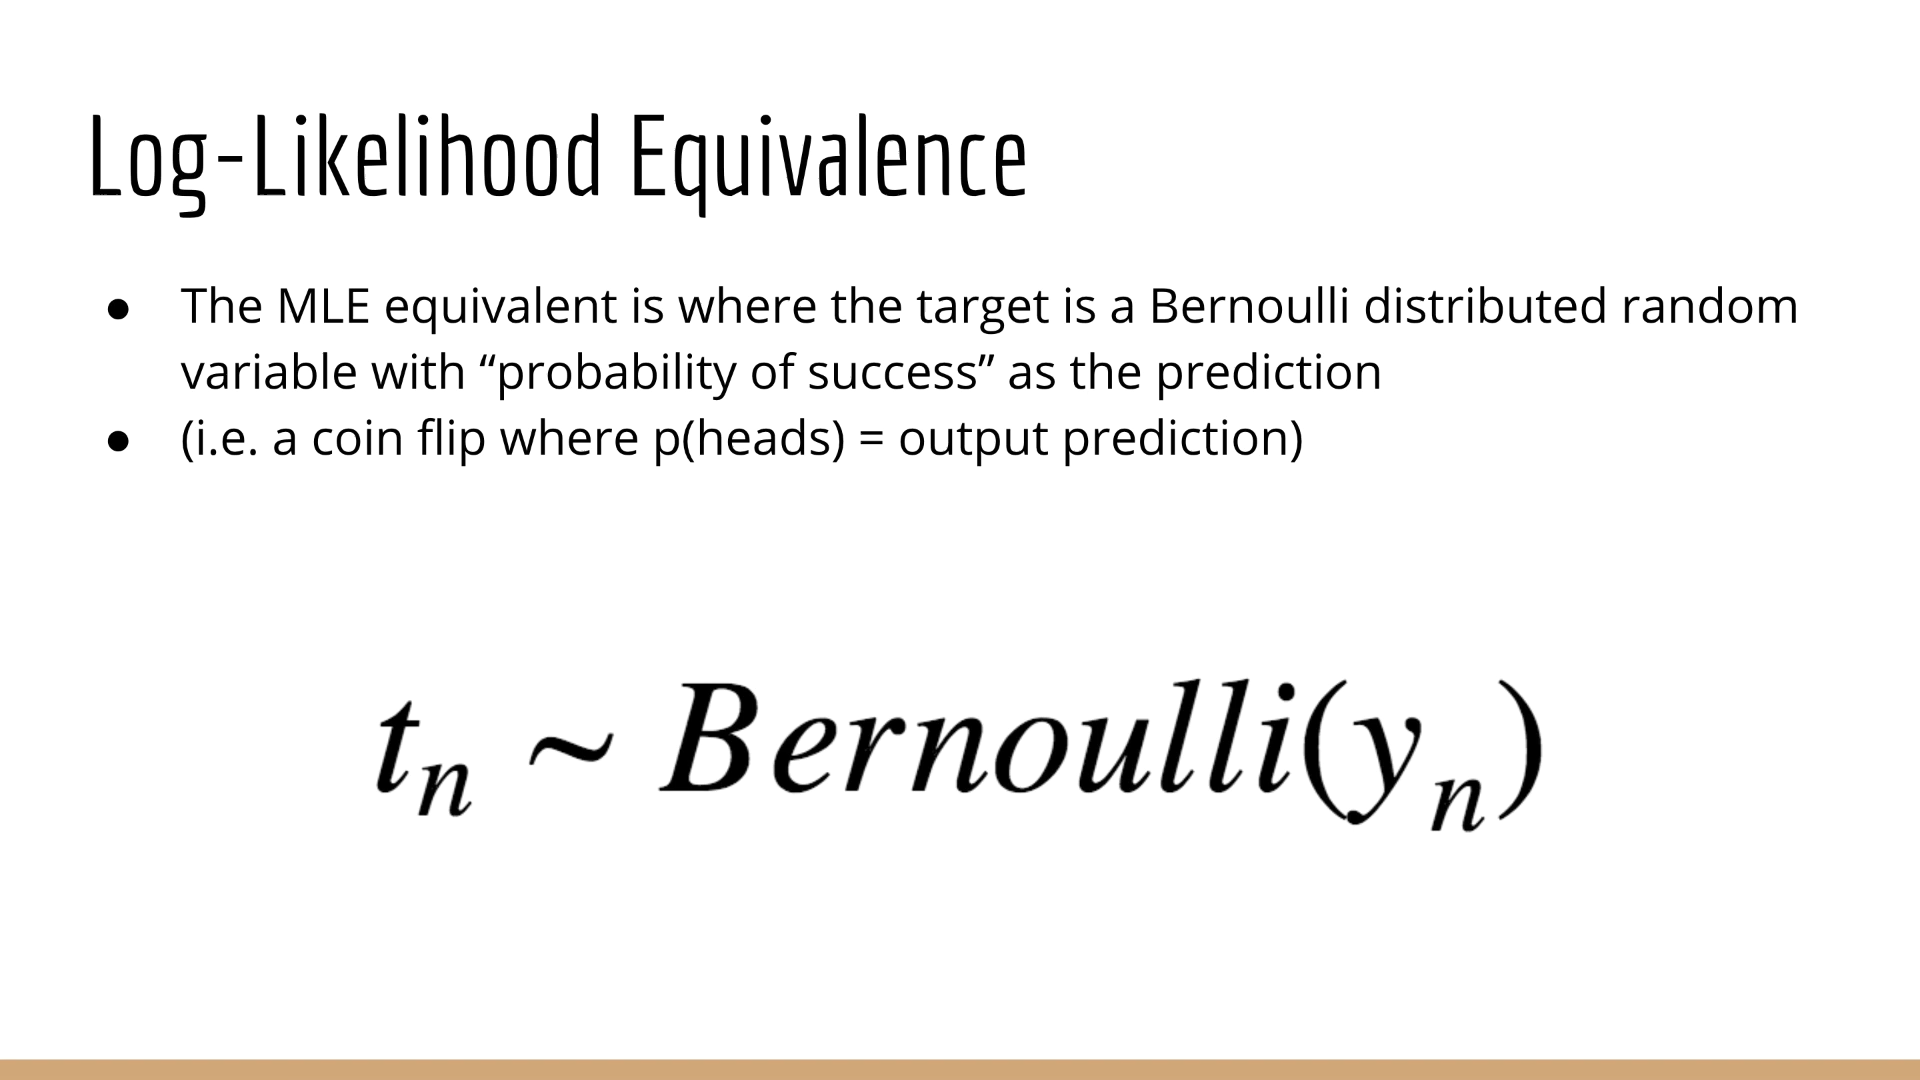 Log-Likelihood Equivalence
● The MLE equivalent is where the target is a Bernoulli distributed random
variable with “probability of success” as the prediction
● (i.e. a coin flip where p(heads) = output prediction)
tₙ ~ Bernoulli(yₙ)